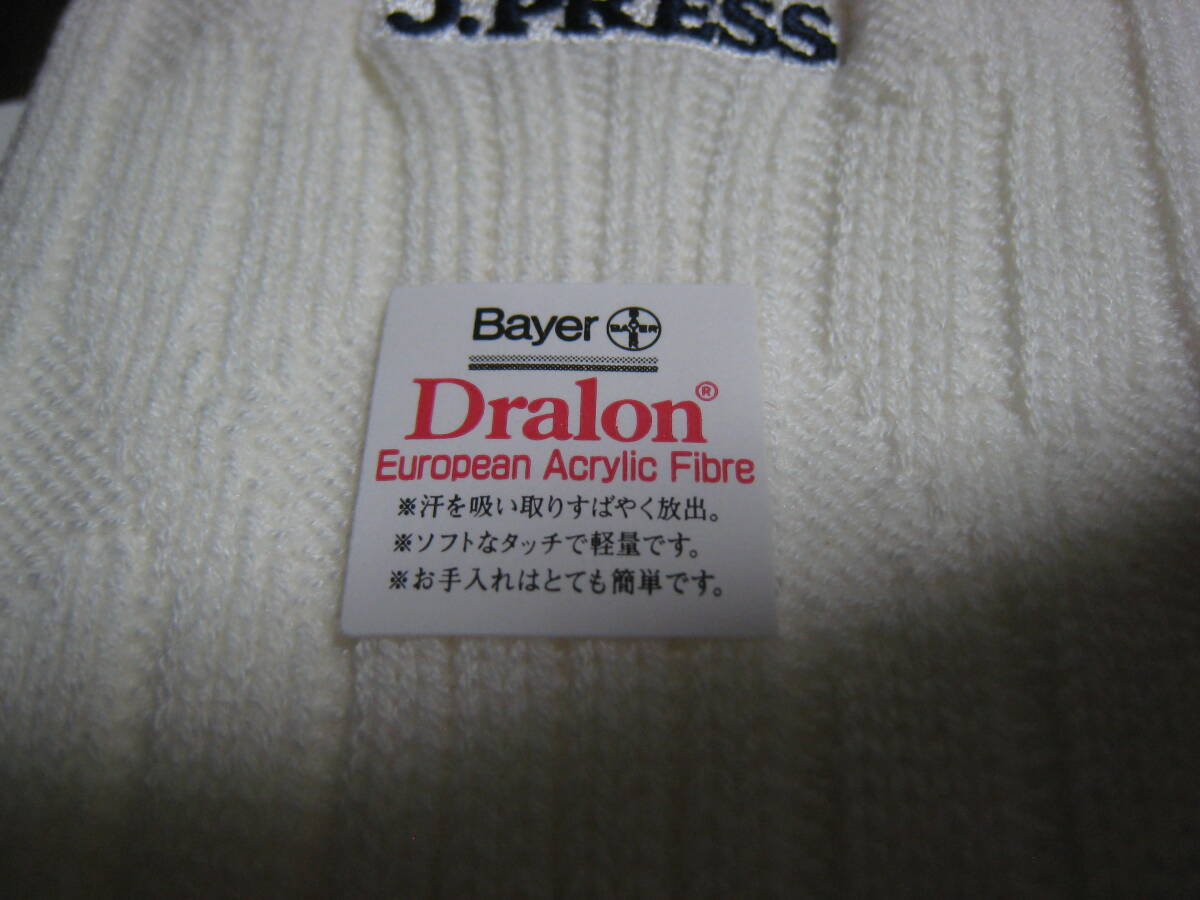 J.PRESS
Bayer BAYER
Dralon®
European Acrylic Fibre
※汗を吸い取りすばやく放出。
※ソフトなタッチで軽量です。
※お手入れはとても簡単です。